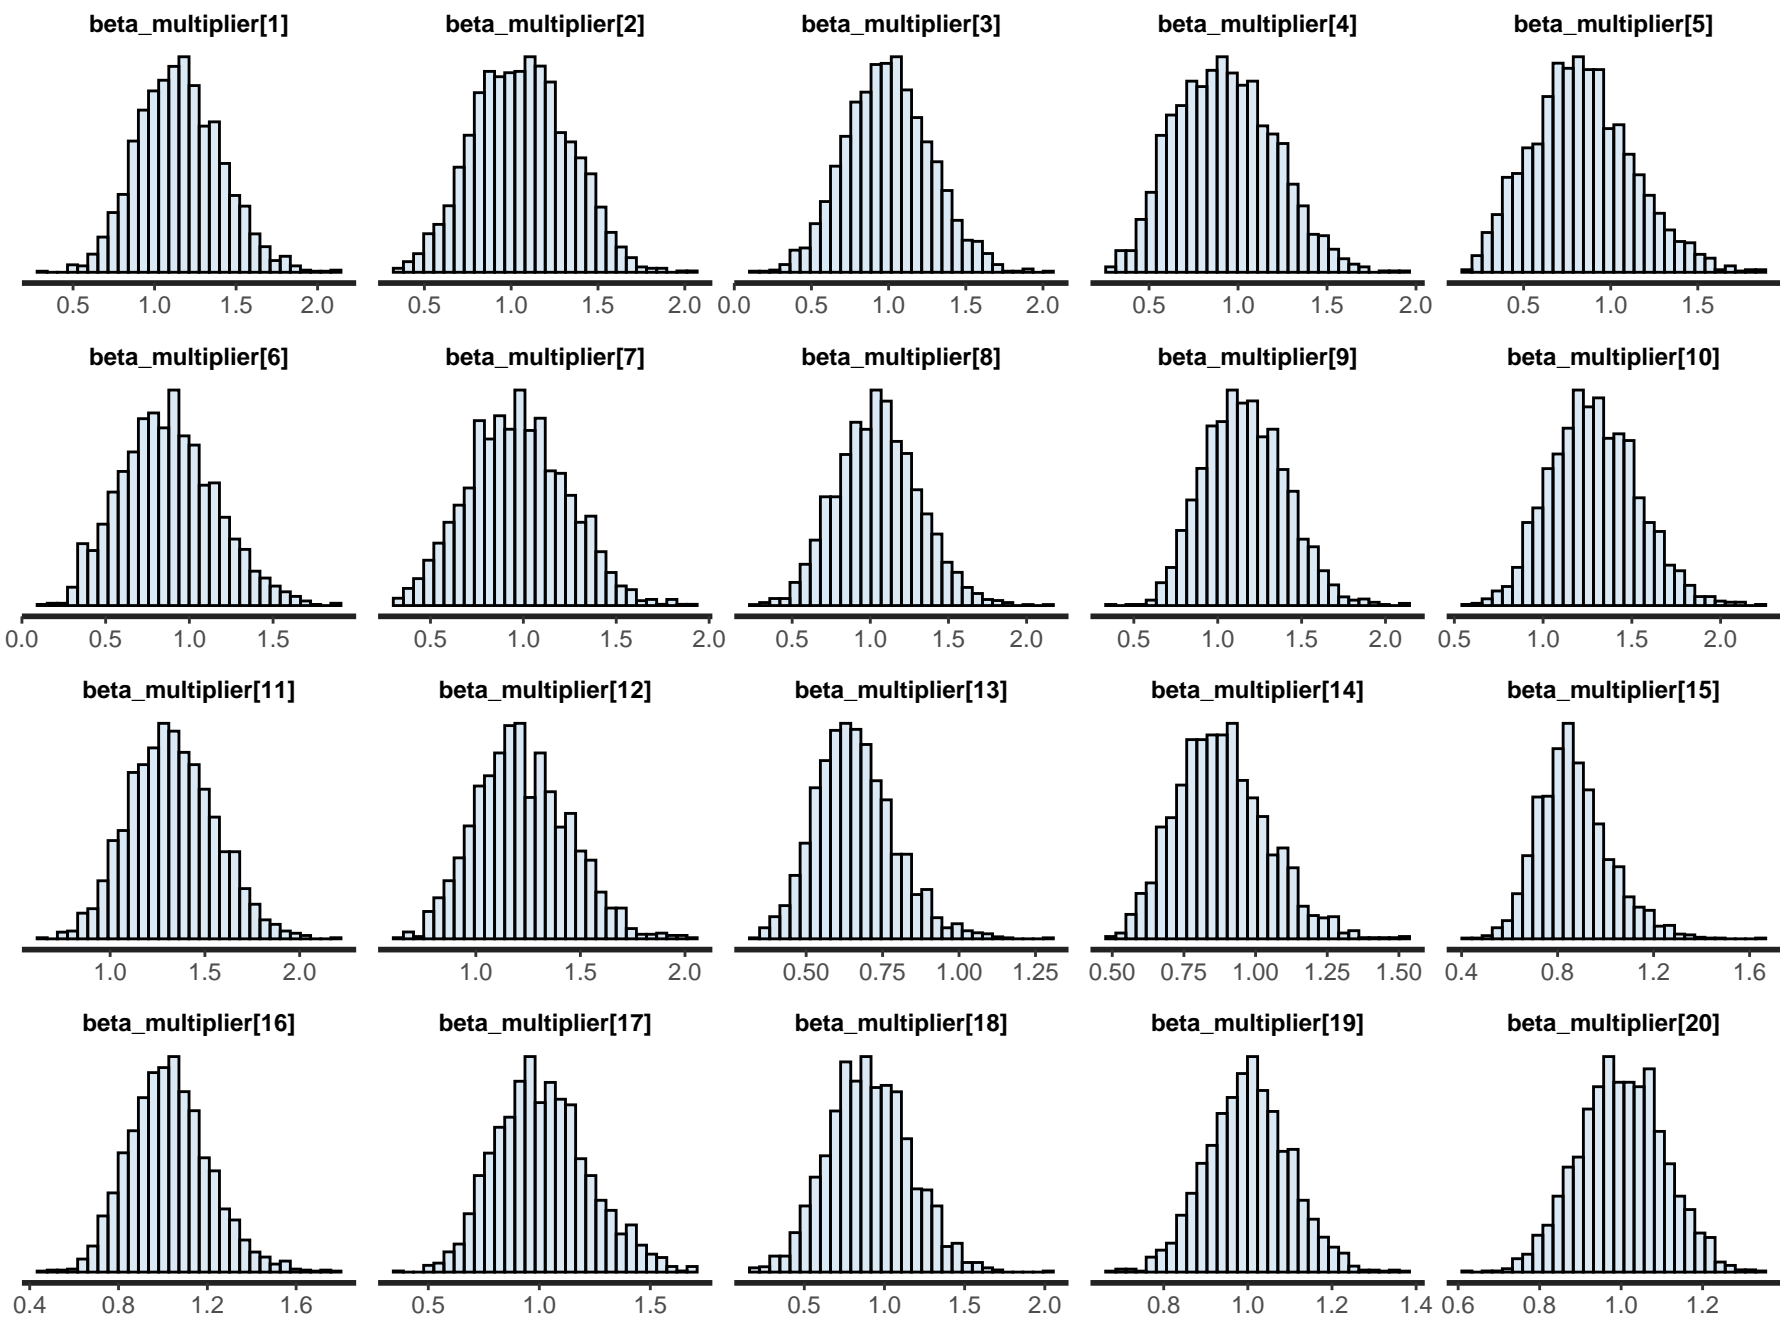 beta_multiplier[1] beta_multiplier[2] beta_multiplier[3] beta_multiplier[4] beta_multiplier[5]
0.5 1.0 1.5 2.0 0.5 1.0 1.5 2.0 0.0 0.5 1.0 1.5 2.0 0.5 1.0 1.5 2.0 0.5 1.0 1.5
beta_multiplier[6] beta_multiplier[7] beta_multiplier[8] beta_multiplier[9] beta_multiplier[10]
0.0 0.5 1.0 1.5 0.5 1.0 1.5 2.0 0.5 1.0 1.5 2.0 0.5 1.0 1.5 2.0 0.5 1.0 1.5 2.0
beta_multiplier[11] beta_multiplier[12] beta_multiplier[13] beta_multiplier[14] beta_multiplier[15]
1.0 1.5 2.0 1.0 1.5 2.0 0.50 0.75 1.00 1.25 0.50 0.75 1.00 1.25 1.50 0.4 0.8 1.2 1.6
beta_multiplier[16] beta_multiplier[17] beta_multiplier[18] beta_multiplier[19] beta_multiplier[20]
0.4 0.8 1.2 1.6 0.5 1.0 1.5 0.5 1.0 1.5 2.0 0.8 1.0 1.2 1.4 0.6 0.8 1.0 1.2